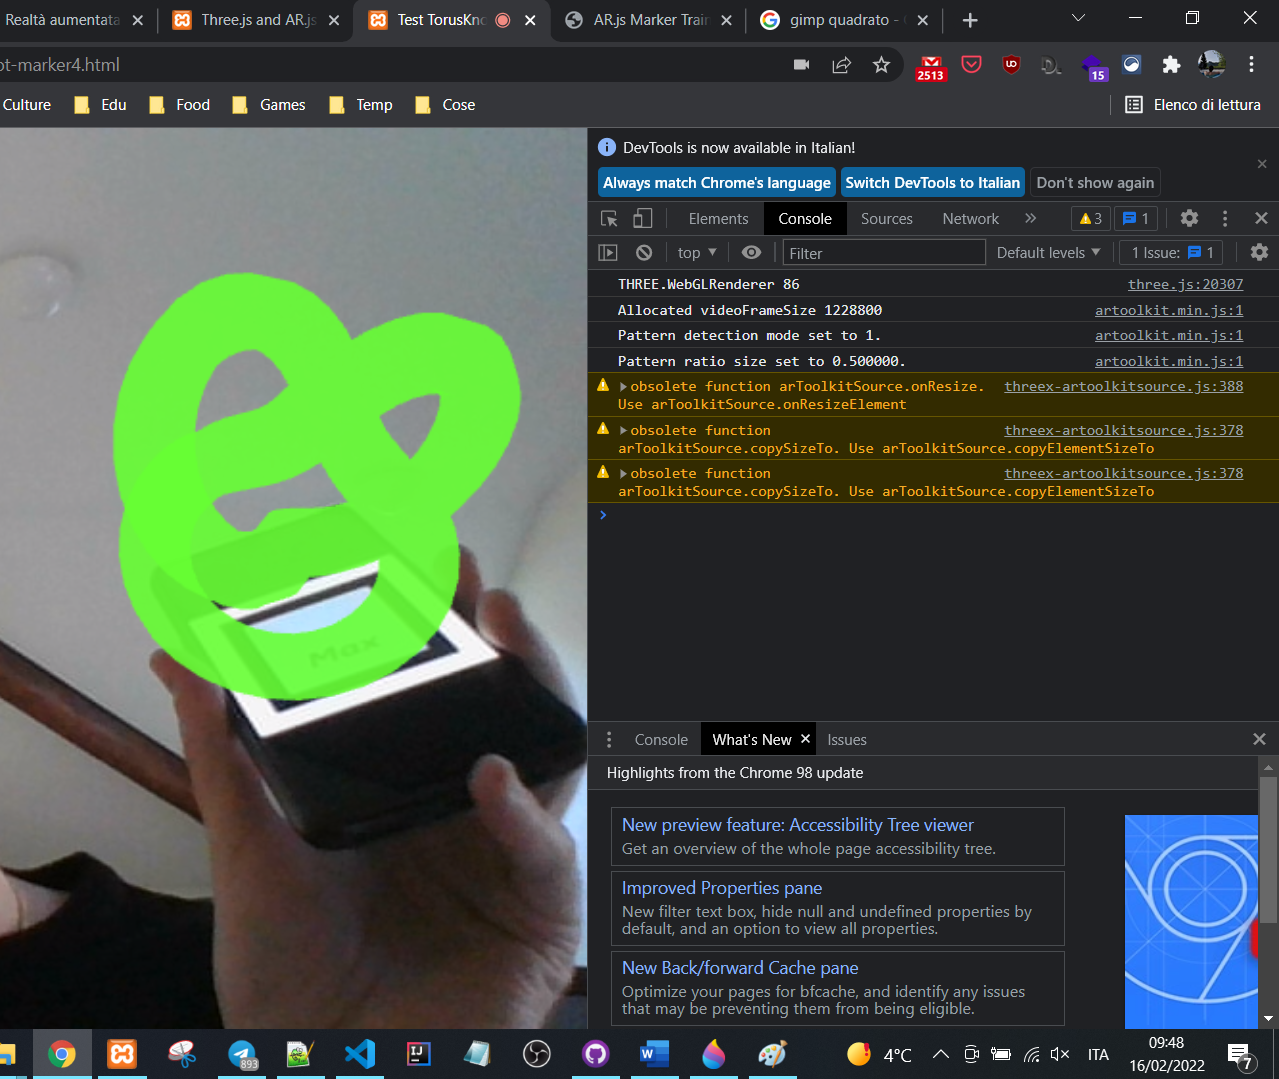 Realtà aumentata
Three.js and AR.js
Test TorusKno
AR.js Marker Train
gimp quadrato -
ot-marker4.html
2513
15
Culture
Edu
Food
Games
Temp
Cose
Elenco di lettura
DevTools is now available in Italian!
Always match Chrome's language
Switch DevTools to Italian
Don't show again
Elements
Console
Sources
Network
3
1
top
Filter
Default levels
1 Issue:
1
THREE.WebGLRenderer 86
three.js:20307
Allocated videoFrameSize 1228800
artoolkit.min.js:1
Pattern detection mode set to 1.
artoolkit.min.js:1
Pattern ratio size set to 0.500000.
artoolkit.min.js:1
obsolete function arToolkitSource.onResize.
threex-artoolkitsource.js:388
Use arToolkitSource.onResizeElement
obsolete function
threex-artoolkitsource.js:378
arToolkitSource.copySizeTo. Use arToolkitSource.copyElementSizeTo
obsolete function
threex-artoolkitsource.js:378
arToolkitSource.copySizeTo. Use arToolkitSource.copyElementSizeTo
Max
Console
What's New
Issues
Highlights from the Chrome 98 update
New preview feature: Accessibility Tree viewer
Get an overview of the whole page accessibility tree.
Improved Properties pane
New filter text box, hide null and undefined properties by
default, and an option to view all properties.
New Back/forward Cache pane
Optimize your pages for bfcache, and identify any issues
that may be preventing them from being eligible.
893
4°C
ITA
09:48
16/02/2022
7